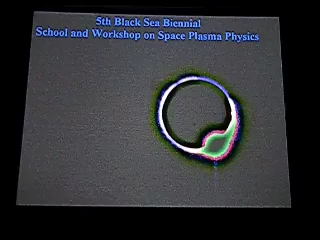 5th Black Sea Biennial
School and Workshop on Space Plasma Physics